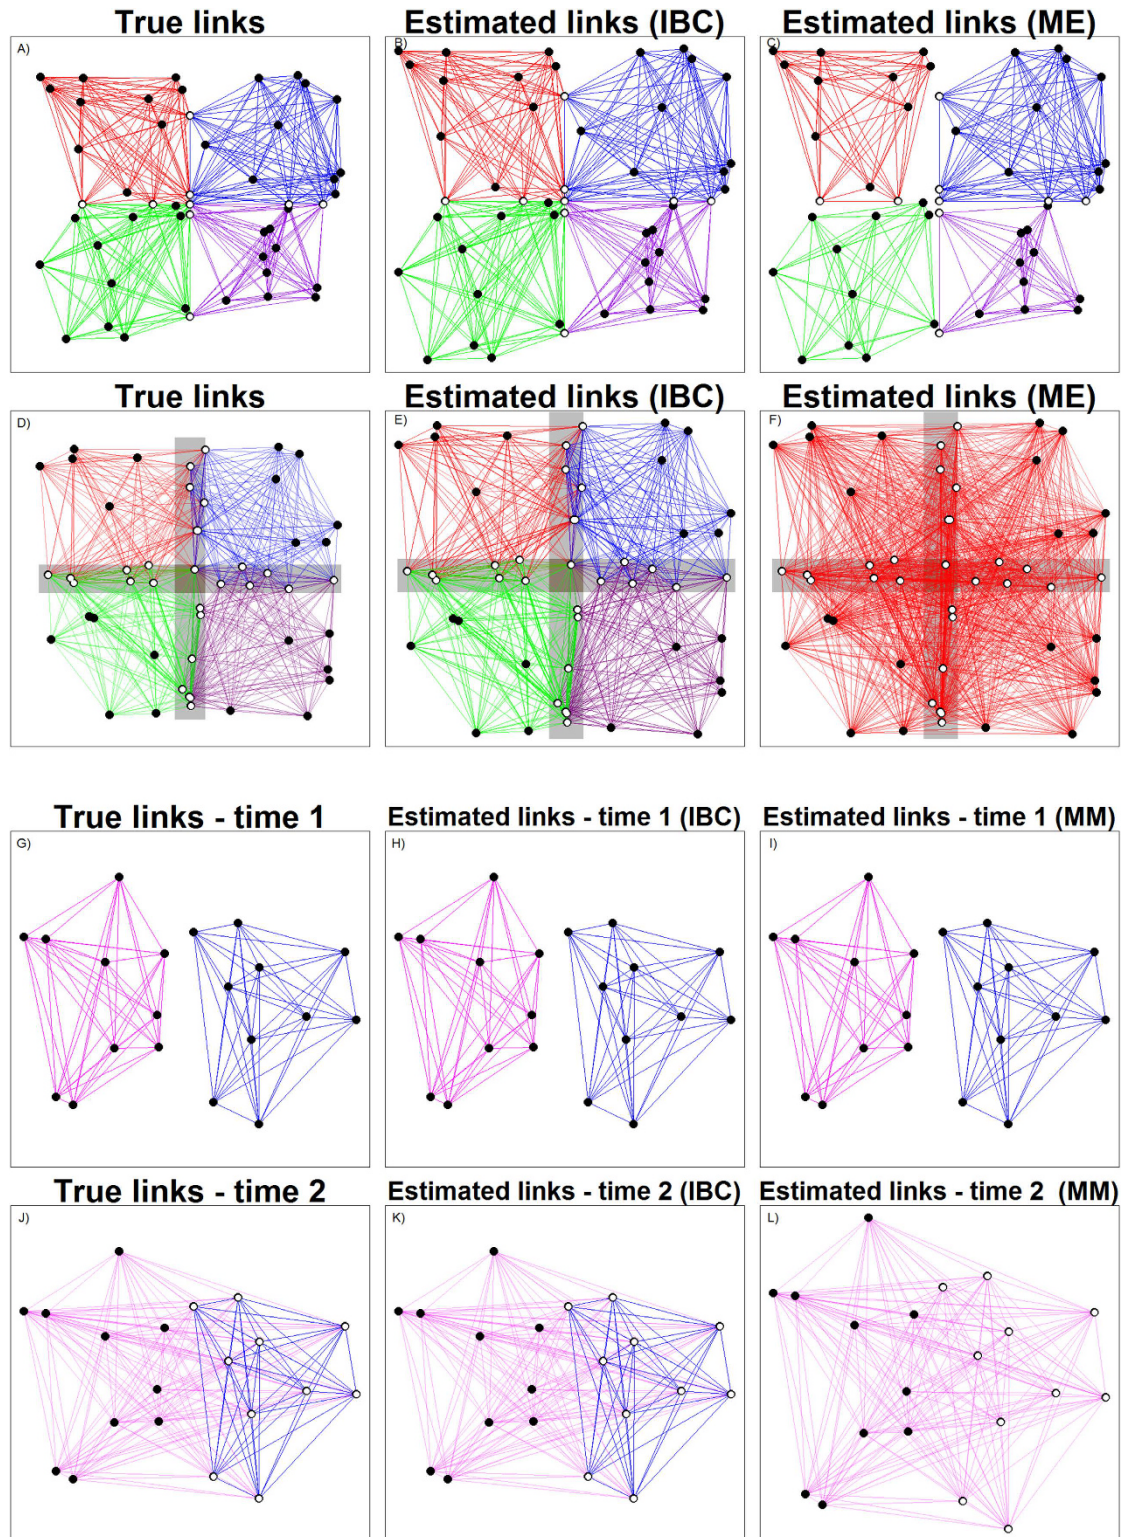 True links Estimated links (IBC) Estimated links (ME)
A) B) C)
True links Estimated links (IBC) Estimated links (ME)
D) E) F)
True links - time 1 Estimated links - time 1 (IBC) Estimated links - time 1 (MM)
G) H) I)
True links - time 2 Estimated links - time 2 (IBC) Estimated links - time 2 (MM)
J) K) L)